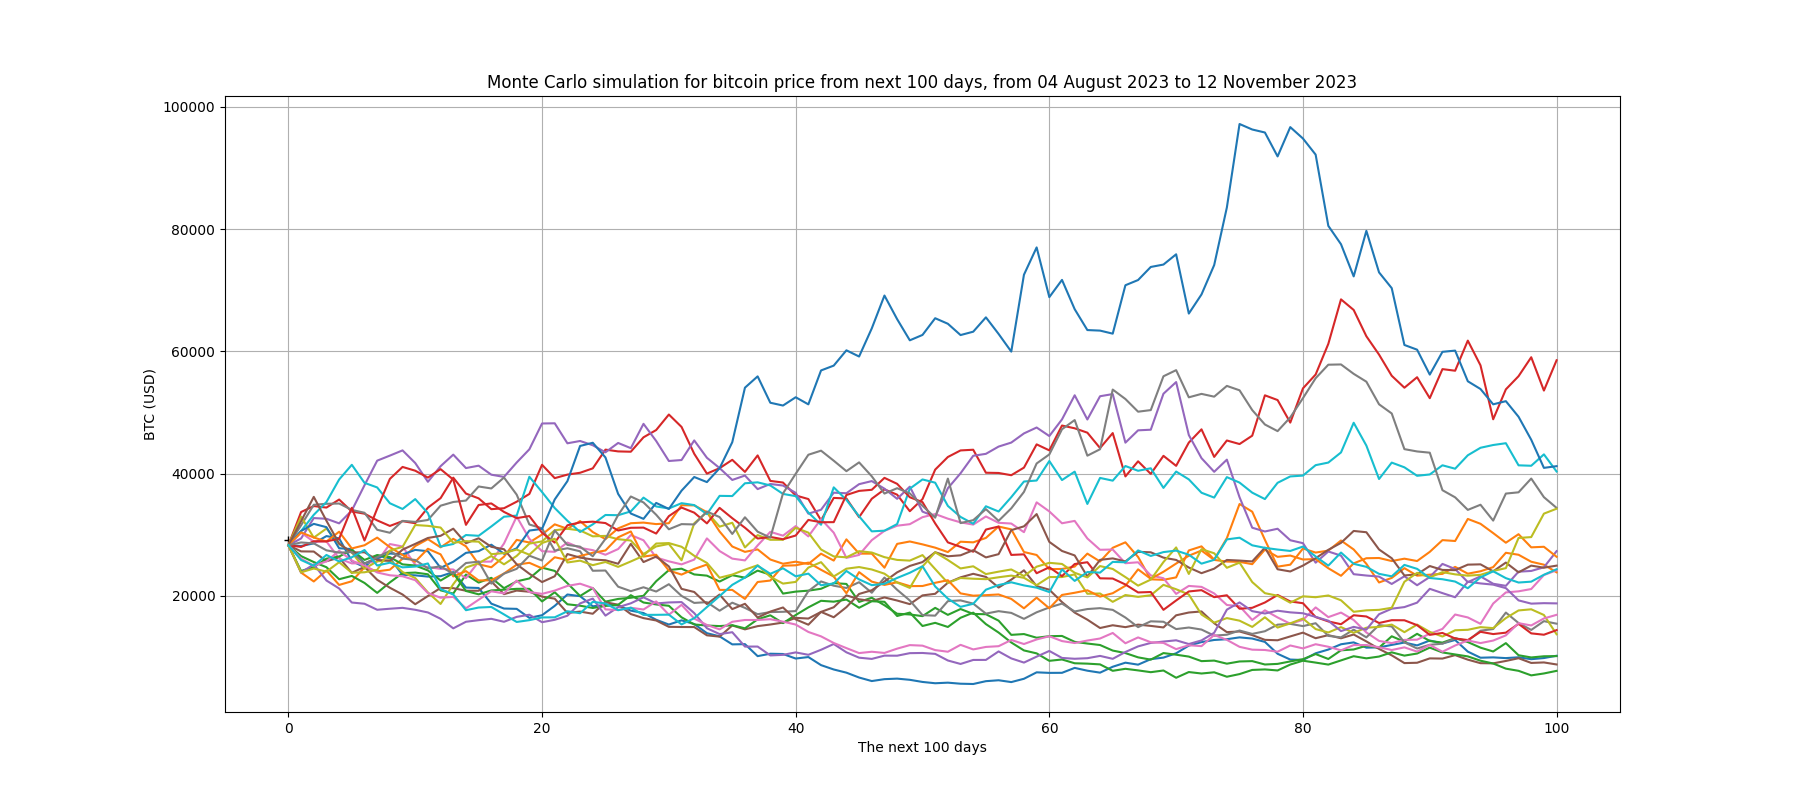 Monte Carlo simulation for bitcoin price from next 100 days, from 04 August 2023 to 12 November 2023
100000
80000
60000
40000
20000
BTC (USD)
0 20 40 60 80 100
The next 100 days